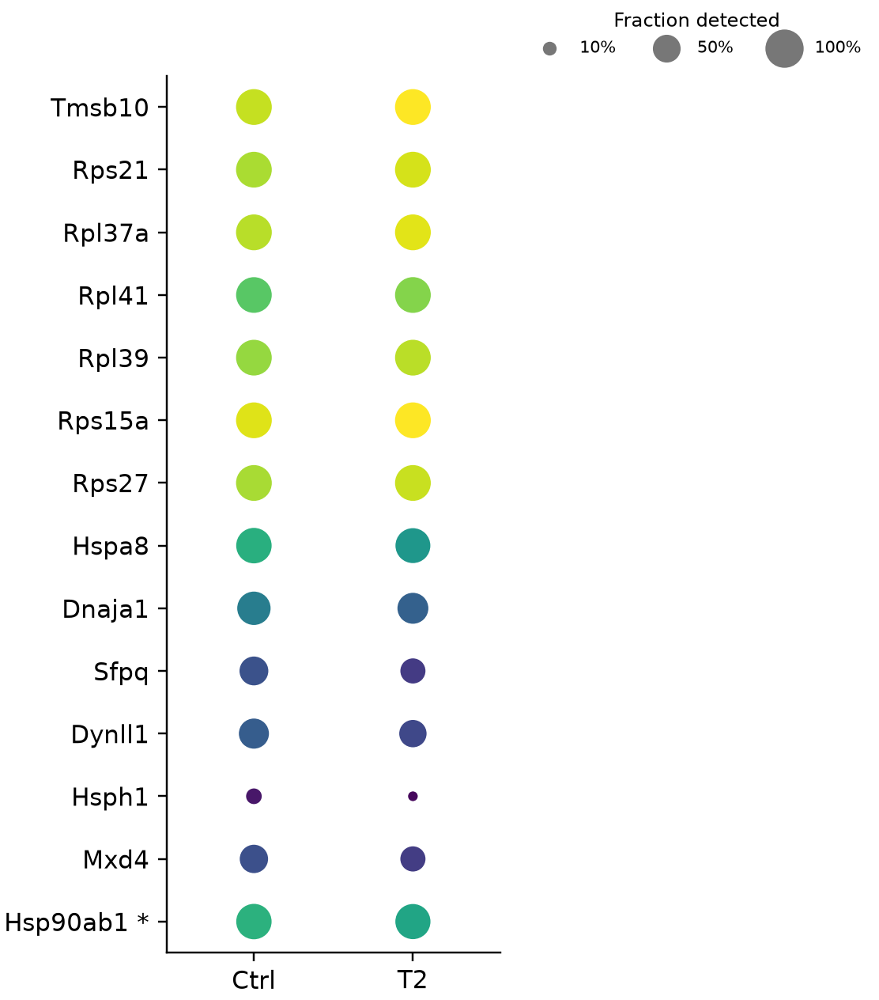 Fraction detected
10% 50% 100%
Tmsb10
Rps21
Rpl37a
Rpl41
Rpl39
Rps15a
Rps27
Hspa8
Dnaja1
Sfpq
Dynll1
Hsph1
Mxd4
Hsp90ab1 *
Ctrl T2